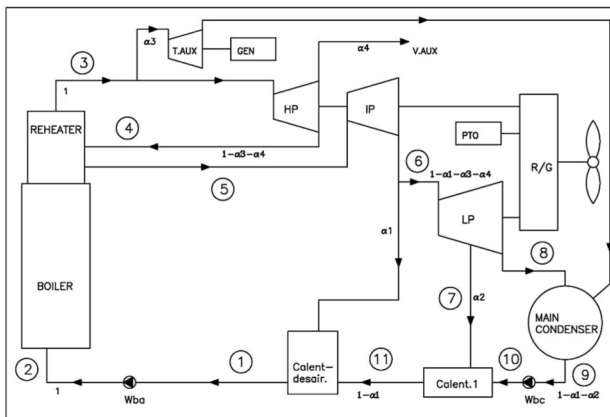 α3
T.AUX
GEN
α4
V.AUX
3
1
HP
IP
REHEATER
4
1-α3-α4
PTO
R/G
5
6
1-α1-α3-α4
LP
α1
8
BOILER
7
α2
MAIN
CONDENSER
2
1
Calent-
desair.
11
10
9
1
Wba
1-α1
Calent.1
Wbc
1-α1-α2